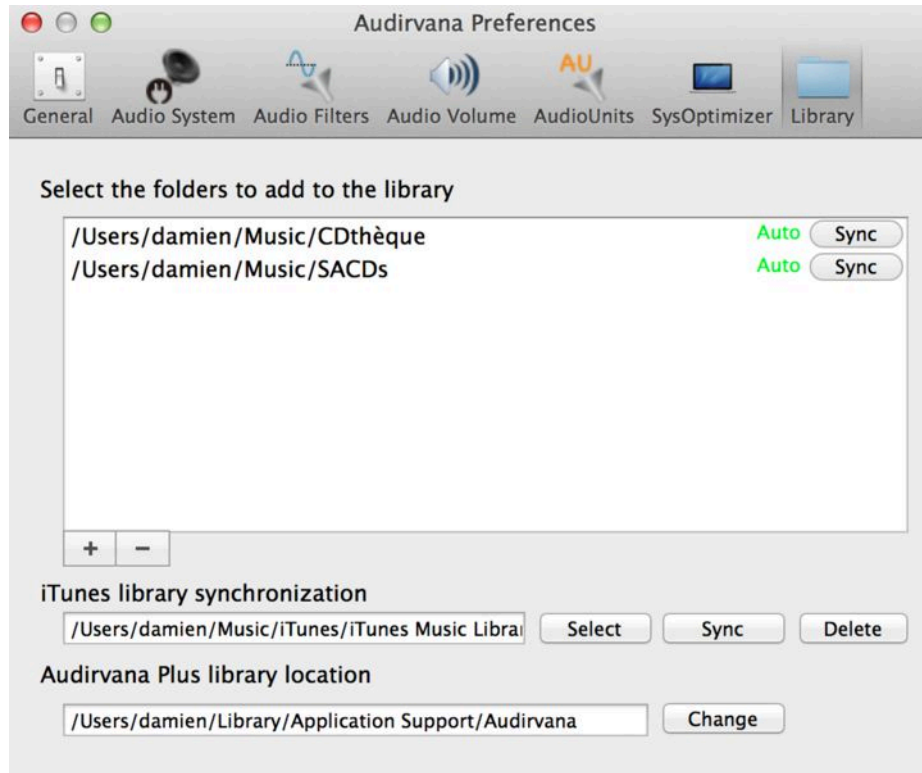 Audirvana Preferences
AU
General Audio System Audio Filters Audio Volume AudioUnits SysOptimizer Library
Select the folders to add to the library
/Users/damien/Music/CDthèque Auto Sync
/Users/damien/Music/SACDs Auto Sync
+ −
iTunes library synchronization
/Users/damien/Music/iTunes/iTunes Music Librar Select Sync Delete
Audirvana Plus library location
/Users/damien/Library/Application Support/Audirvana Change